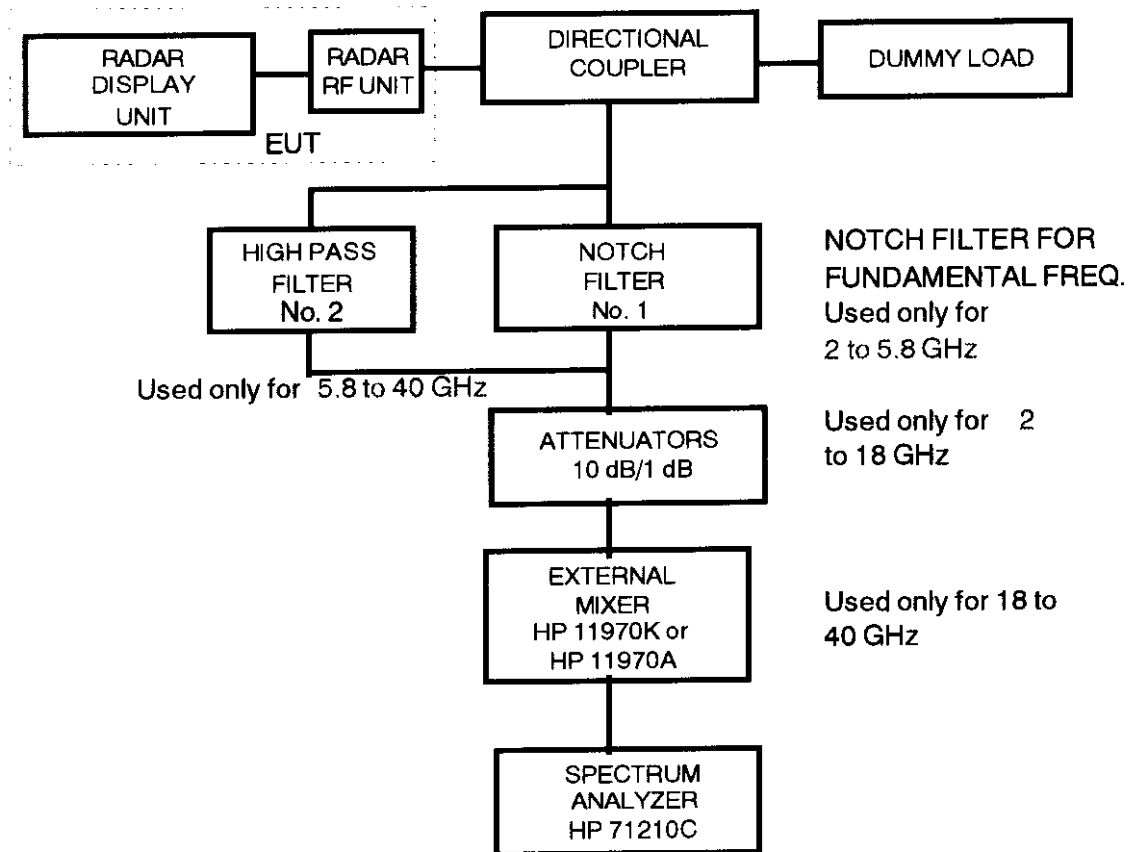 RADAR
DISPLAY
UNIT
RADAR
RF UNIT
EUT
DIRECTIONAL
COUPLER
DUMMY LOAD
HIGH PASS
FILTER
No. 2
NOTCH
FILTER
No. 1
NOTCH FILTER FOR
FUNDAMENTAL FREQ.
Used only for
2 to 5.8 GHz
Used only for 5.8 to 40 GHz
ATTENUATORS
10 dB/1 dB
Used only for 2
to 18 GHz
EXTERNAL
MIXER
HP 11970K or
HP 11970A
Used only for 18 to
40 GHz
SPECTRUM
ANALYZER
HP 71210C